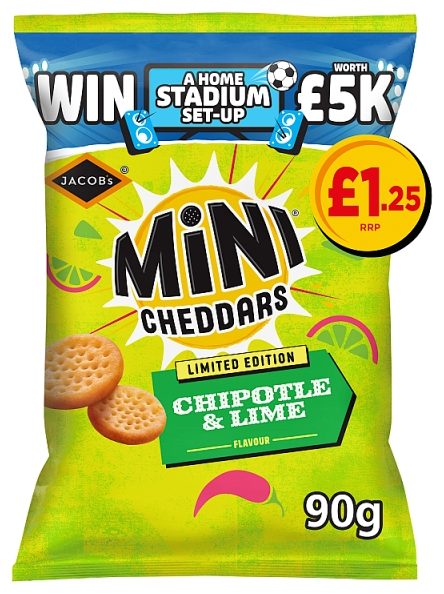 WIN
A HOME
STADIUM
SET-UP
WORTH
£5K
JACOB's
£1.25
RRP
MiNi
CHEDDARS
LIMITED EDITION
CHIPOTLE
& LIME
FLAVOUR
90g